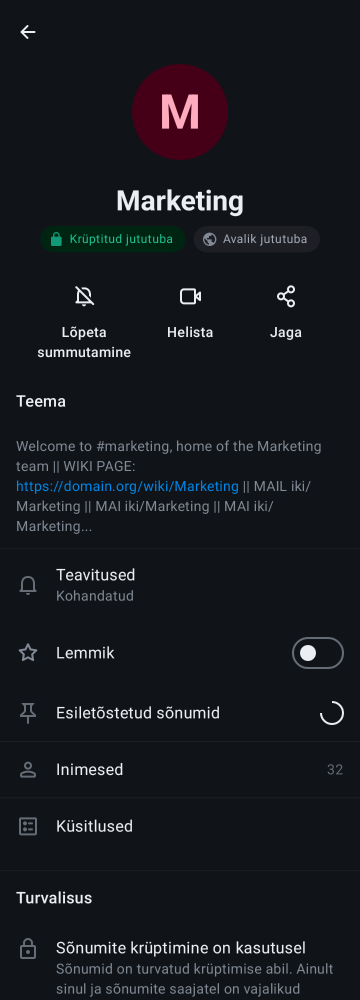 M
Marketing
Krüptitud jututuba
Avalik jututuba
Lõpeta
summutamine
Helista
Jaga
Teema
Welcome to #marketing, home of the Marketing
team || WIKI PAGE:
https://domain.org/wiki/Marketing || MAIL iki/
Marketing || MAI iki/Marketing || MAI iki/
Marketing...
Teavitused
Kohandatud
Lemmik
Esiletõstetud sõnumid
Inimesed 32
Küsitlused
Turvalisus
Sõnumite krüptimine on kasutusel
Sõnumid on turvatud krüptimise abil. Ainult
sinul ja sõnumite saajatel on vajalikud